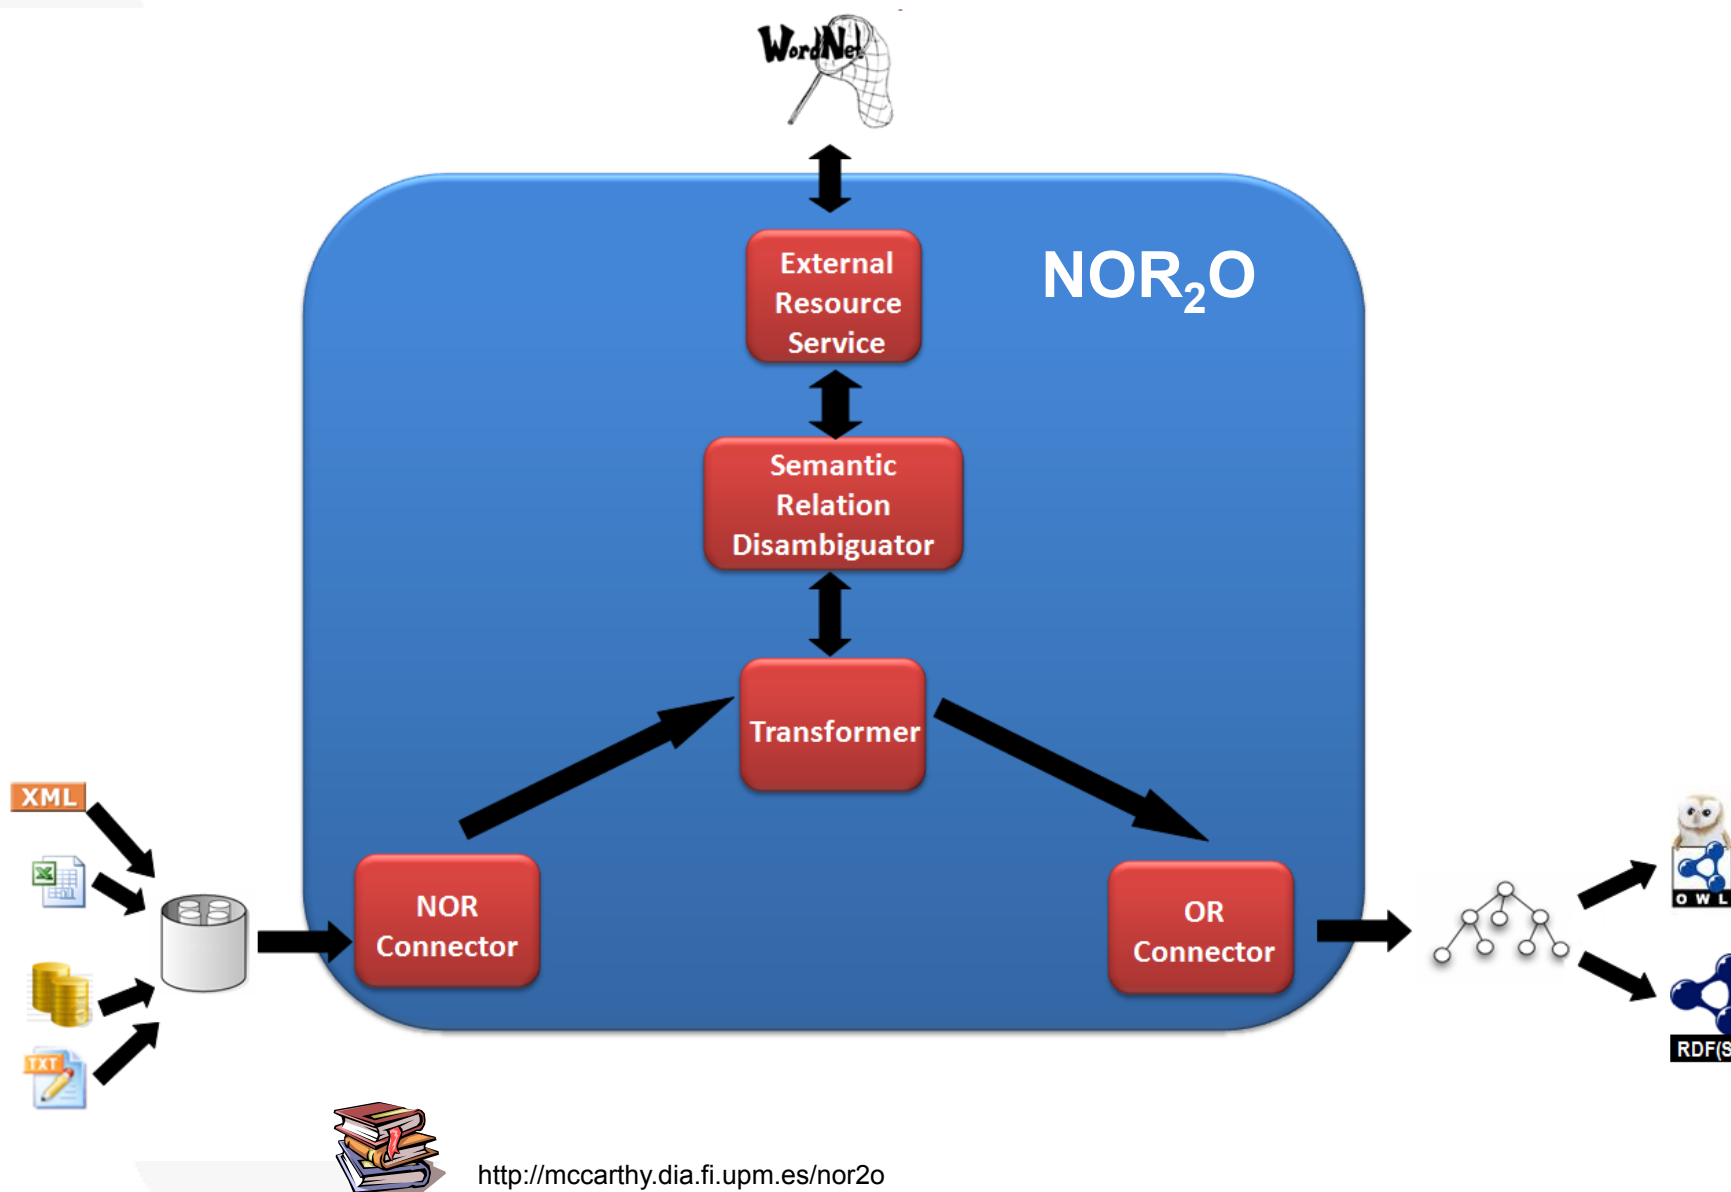 WordNet
External
Resource
Service
NOR₂O
Semantic
Relation
Disambiguator
Transformer
XML
NOR
Connector
OR
Connector
OWL
TXT
RDF(S
http://mccarthy.dia.fi.upm.es/nor2o